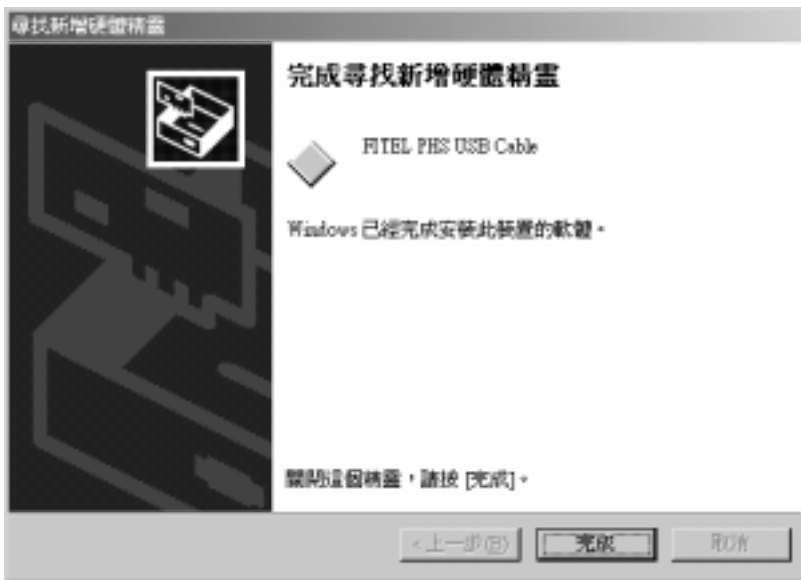 尋找新增硬體精靈
完成尋找新增硬體精靈
FITEL PHS USB Cable
Windows 已經完成安裝此裝置的軟體。
關閉這個精靈，請按 [完成]。
<上一步(B)
完成
取消